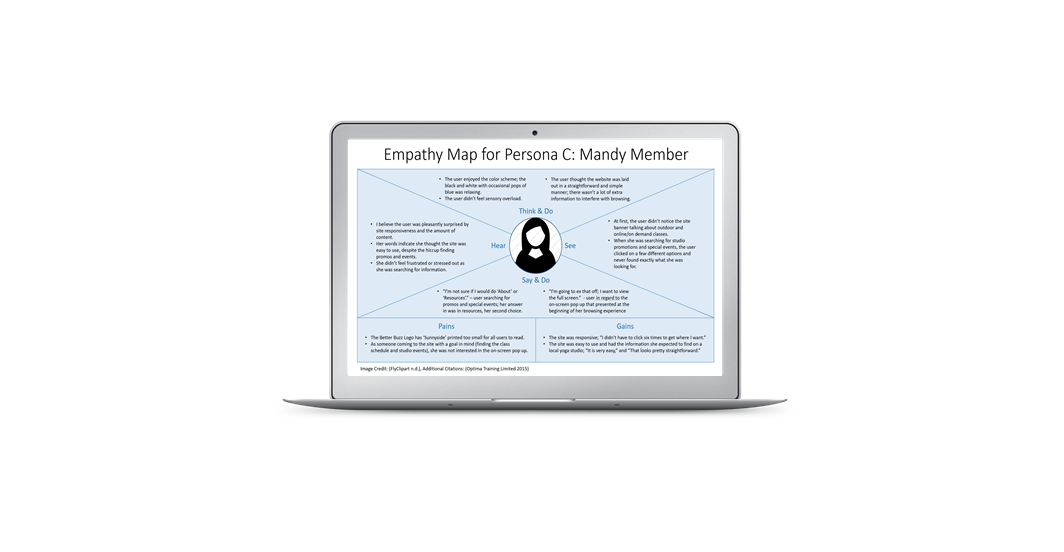 Empathy Map for Persona C: Mandy Member
• The user enjoyed the color scheme; the
black and white with occasional pops of
blue was relaxing.
• The user didn't feel sensory overload.
• The user thought the website was laid
out in a straightforward and simple
manner; there wasn't a lot of extra
information to interfere with browsing.
Think & Do
• I believe the user was pleasantly surprised by
site responsiveness and the amount of
content.
• Her words indicate she thought the site was
easy to use, despite the hiccup finding
promos and events.
• She didn't feel frustrated or stressed out as
she was searching for information.
Hear
See
• At first, the user didn't notice the site
banner talking about outdoor and
online/on demand classes.
• When she was searching for studio
promotions and special events, the user
clicked on a few different options and
never found exactly what she was
looking for.
Say & Do
• "I'm not sure if I would do 'About' or
'Resources'." – user searching for
promos and special events; her answer
was in resources, her second choice.
• "I'm going to ex that off; I want to view
the full screen." - user in regard to the
on-screen pop up that presented at the
beginning of her browsing experience
Pains
• The Better Buzz Logo has 'Sunnyside' printed too small for all users to read.
• As someone coming to the site with a goal in mind (finding the class
schedule and studio events), she was not interested in the on-screen pop up.
Gains
• The site was responsive; "I didn't have to click six times to get where I want."
• The site was easy to use and had the information she expected to find on a
local yoga studio; "It is very easy," and "That looks pretty straightforward."
Image Credit: (FlyClipart n.d.), Additional Citations: (Optima Training Limited 2015)